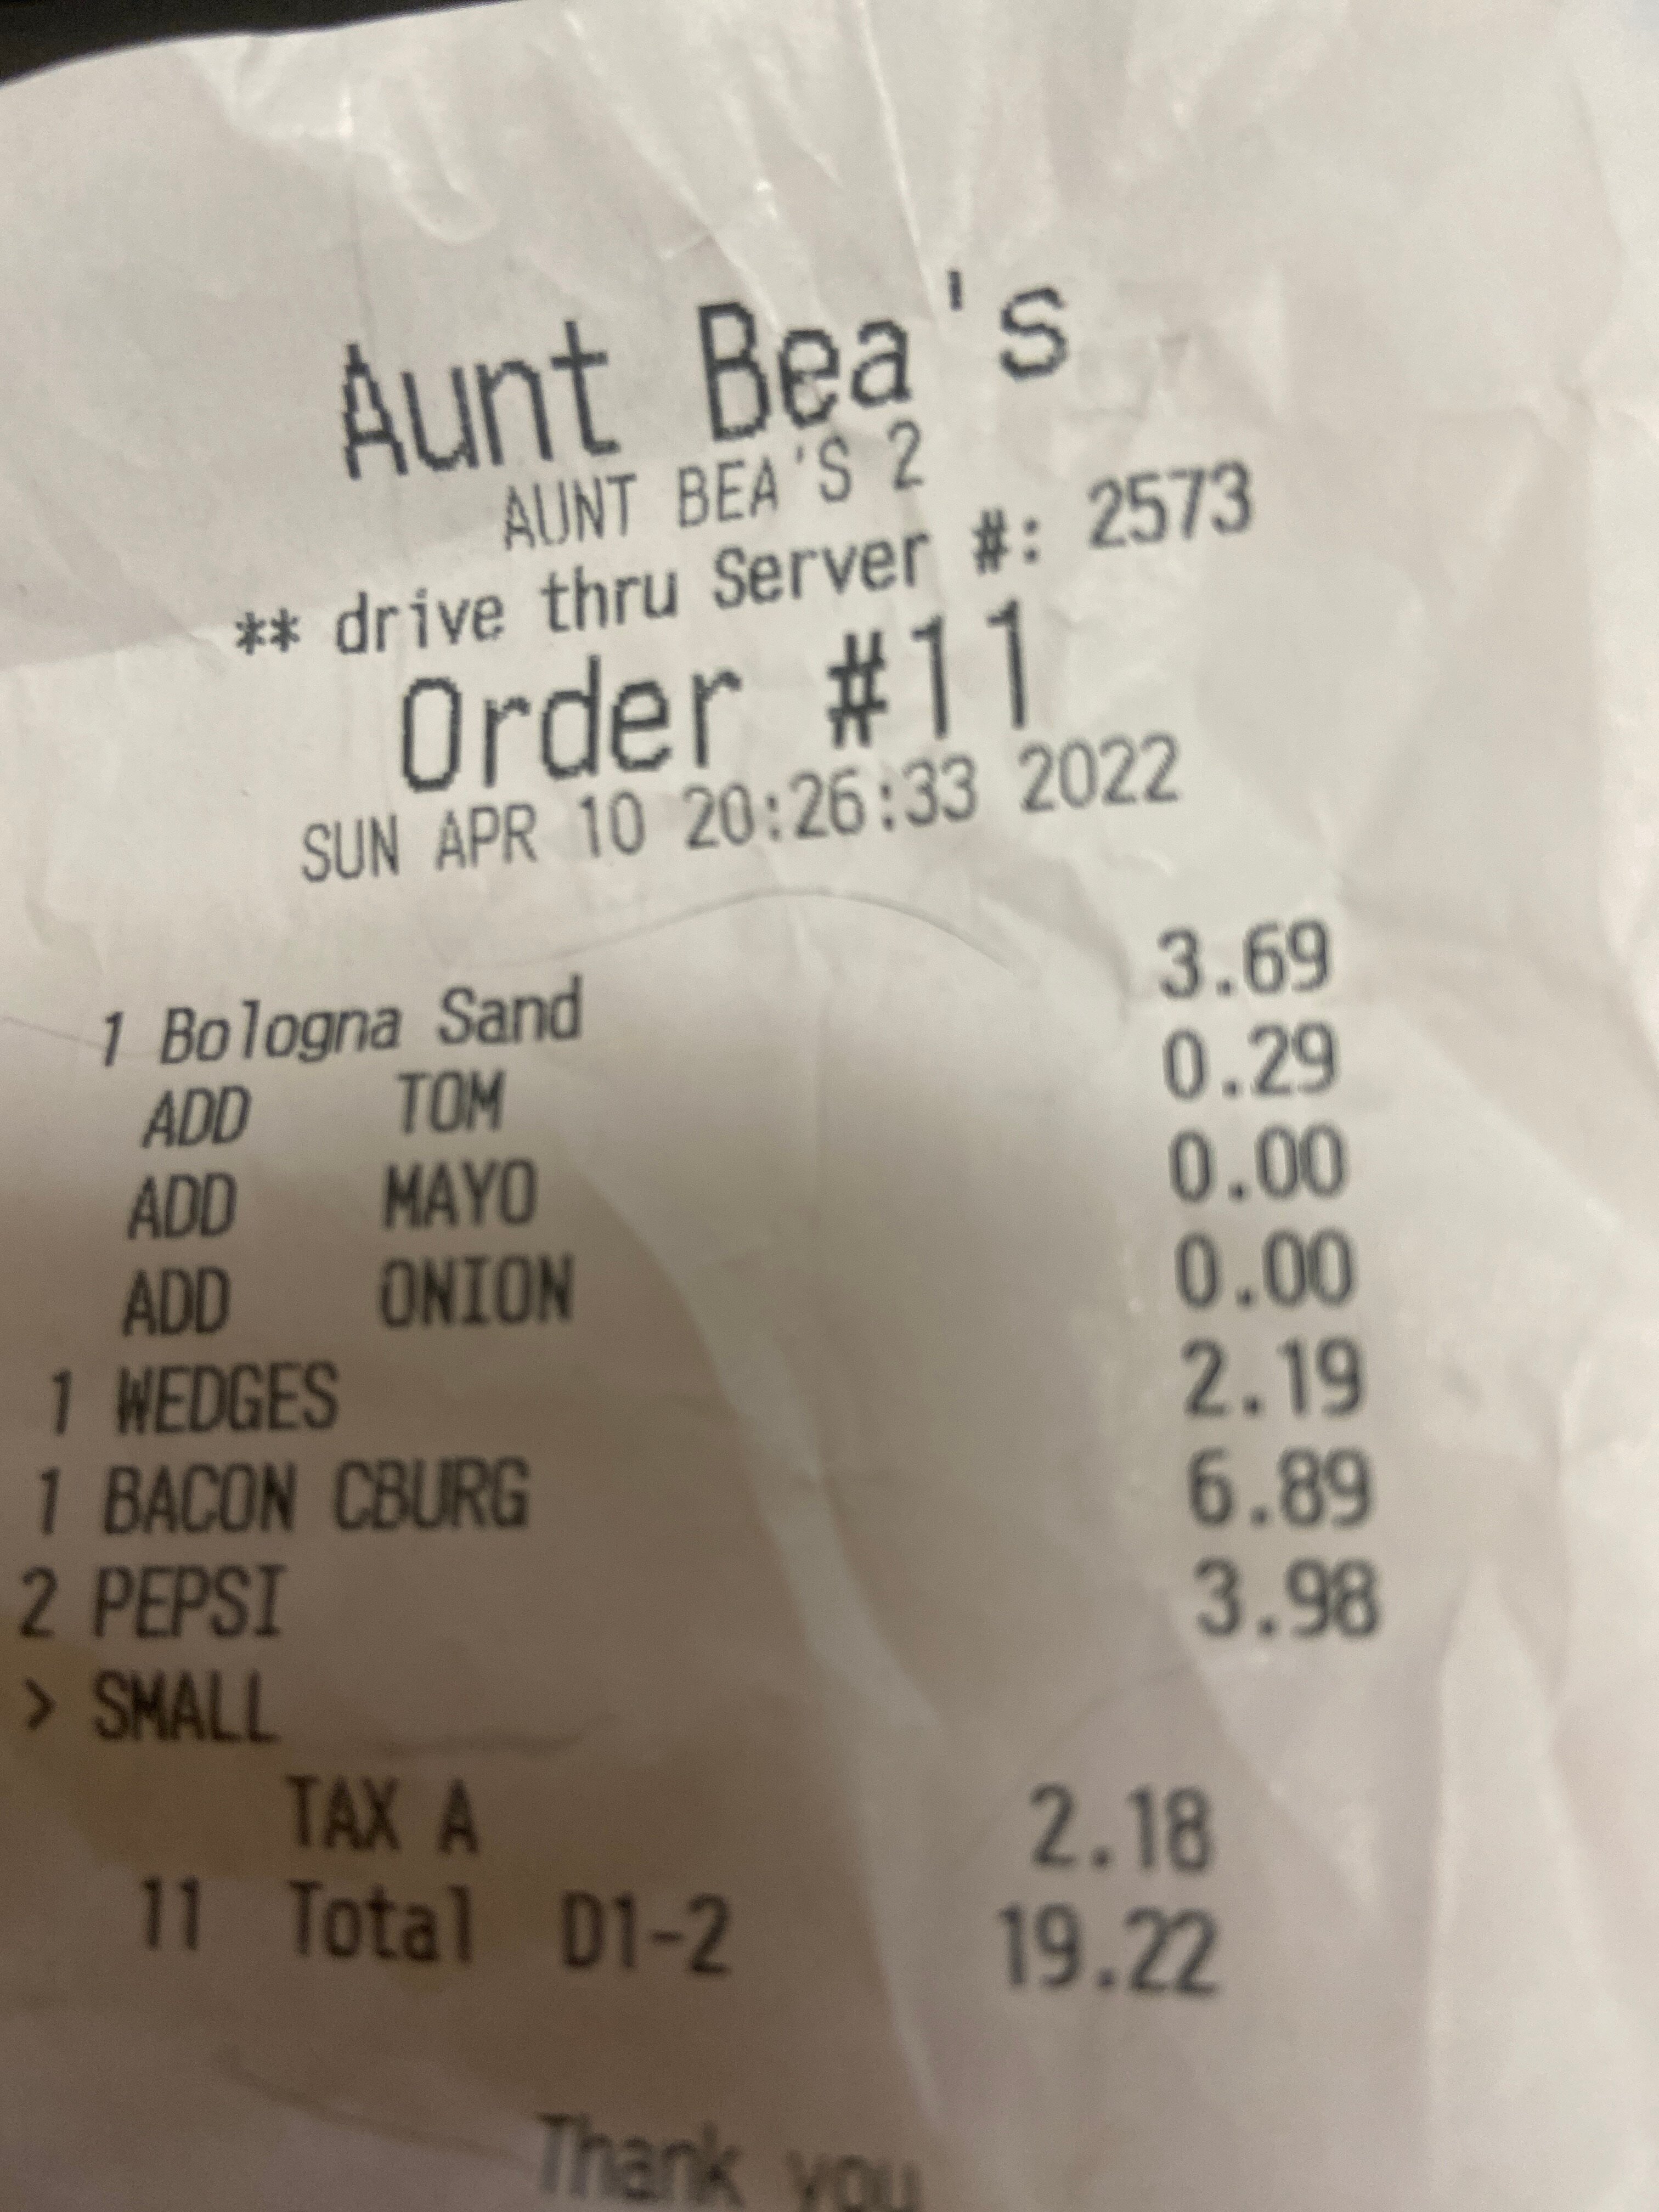 Aunt Bea's
AUNT BEA'S 2
** drive thru Server #: 2573
Order #11
SUN APR 10 20:26:33 2022
1 Bologna Sand 3.69
ADD TOM 0.29
ADD MAYO 0.00
ADD ONION 0.00
1 WEDGES 2.19
1 BACON CBURG 6.89
2 PEPSI 3.98
> SMALL
TAX A 2.18
11 Total D1-2 19.22
Thank you